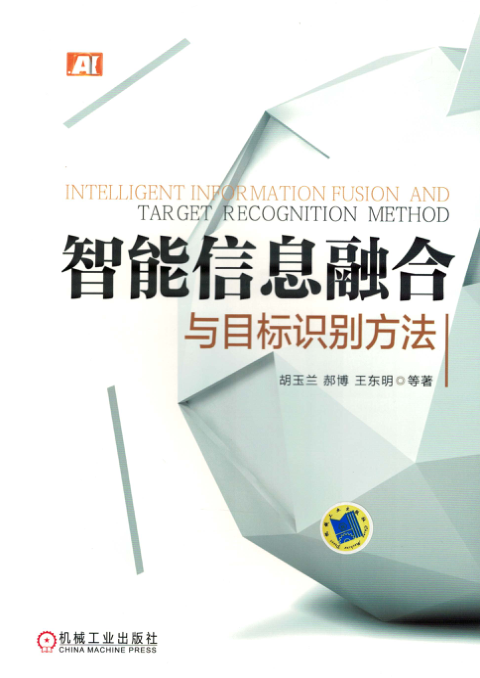 AI
INTELLIGENT INFORMATION FUSION AND
TARGET RECOGNITION METHOD
智能信息融合
与目标识别方法
胡玉兰 郝博 王东明◎等著
机械工业出版社
CHINA MACHINE PRESS